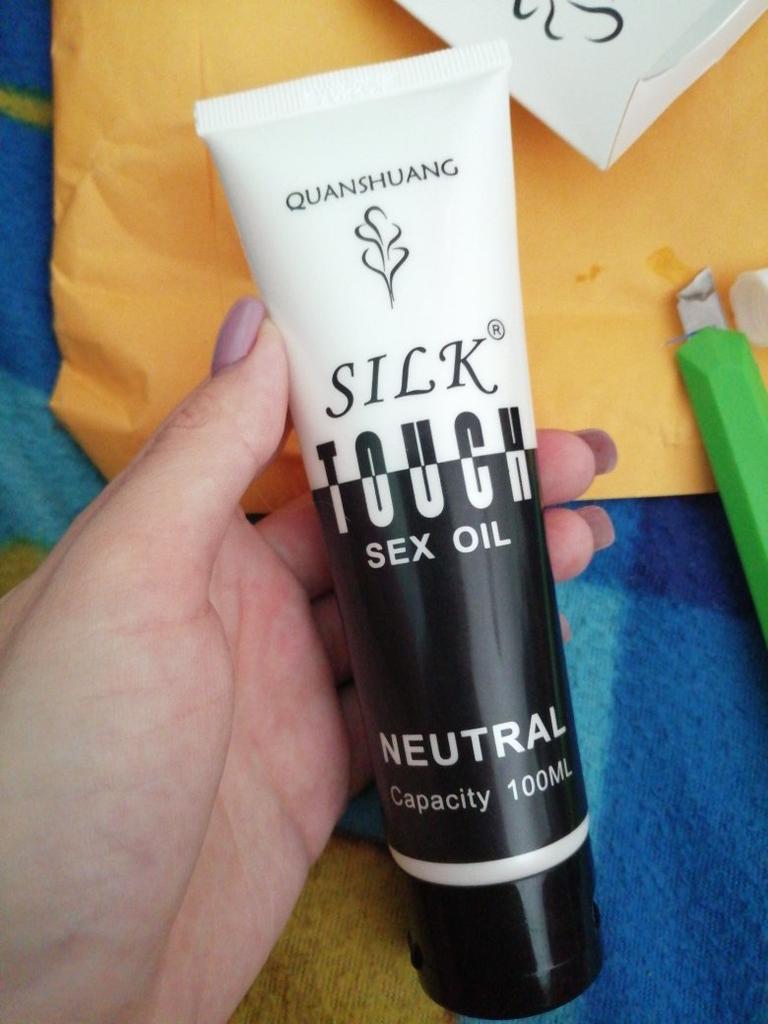 QUANSHUANG
SILK®
TOUCH
SEX OIL
NEUTRAL
Capacity 100ML